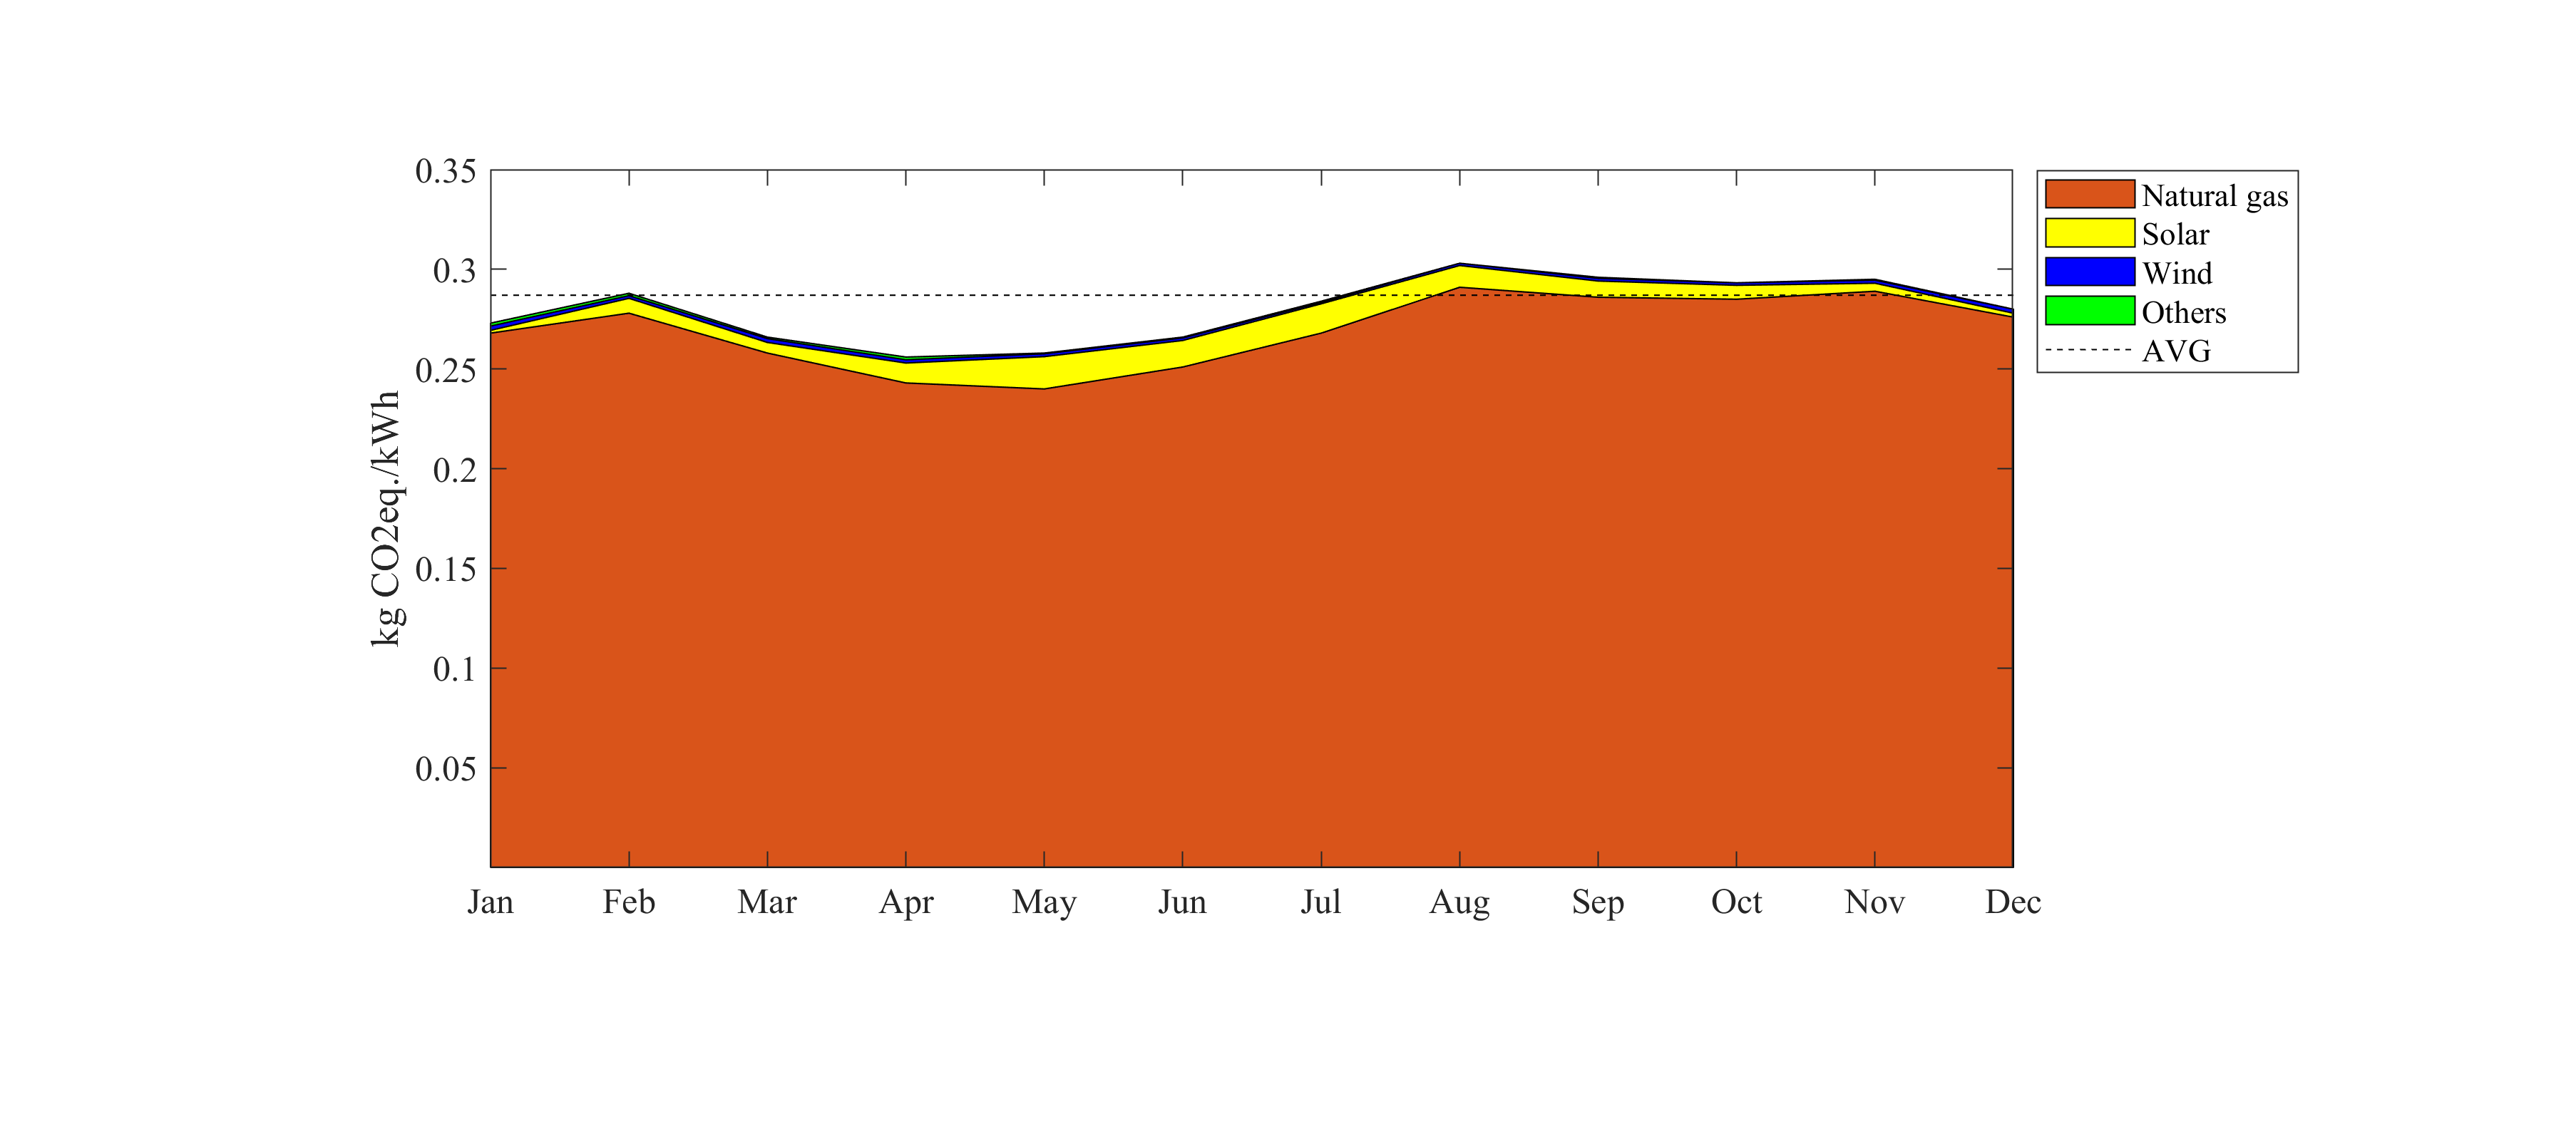 0.35
0.3
0.25
0.2
0.15
0.1
0.05
kg CO2eq./kWh
Jan Feb Mar Apr May Jun Jul Aug Sep Oct Nov Dec
Natural gas
Solar
Wind
Others
AVG